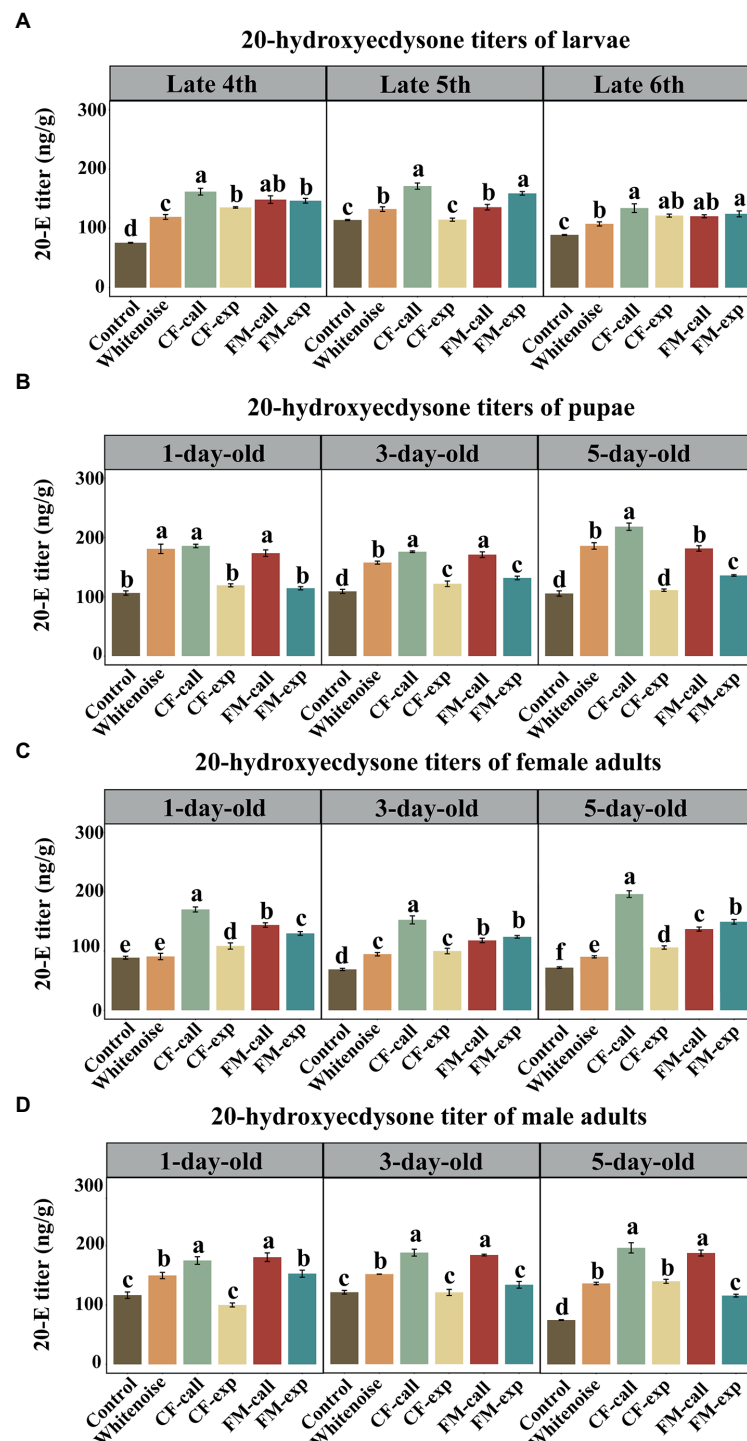 A
20-hydroxyecdysone titers of larvae
Late 4th Late 5th Late 6th
20-E titer (ng/g)
300
200
100
0
d c a b ab b
c b a c b a
c b a ab ab a
Control Whitenoise CF-call CF-exp FM-call FM-exp
Control Whitenoise CF-call CF-exp FM-call FM-exp
Control Whitenoise CF-call CF-exp FM-call FM-exp
B
20-hydroxyecdysone titers of pupae
1-day-old 3-day-old 5-day-old
20-E titer (ng/g)
300
200
100
0
b a a b a b
d b a c a c
d b a d b c
Control Whitenoise CF-call CF-exp FM-call FM-exp
Control Whitenoise CF-call CF-exp FM-call FM-exp
Control Whitenoise CF-call CF-exp FM-call FM-exp
C
20-hydroxyecdysone titers of female adults
1-day-old 3-day-old 5-day-old
20-E titer (ng/g)
300
200
100
0
e e a d b c
d c a c b b
f e a d c b
Control Whitenoise CF-call CF-exp FM-call FM-exp
Control Whitenoise CF-call CF-exp FM-call FM-exp
Control Whitenoise CF-call CF-exp FM-call FM-exp
D
20-hydroxyecdysone titer of male adults
1-day-old 3-day-old 5-day-old
20-E titer (ng/g)
300
200
100
0
c b a c a b
c b a c a c
d b a b a c
Control Whitenoise CF-call CF-exp FM-call FM-exp
Control Whitenoise CF-call CF-exp FM-call FM-exp
Control Whitenoise CF-call CF-exp FM-call FM-exp